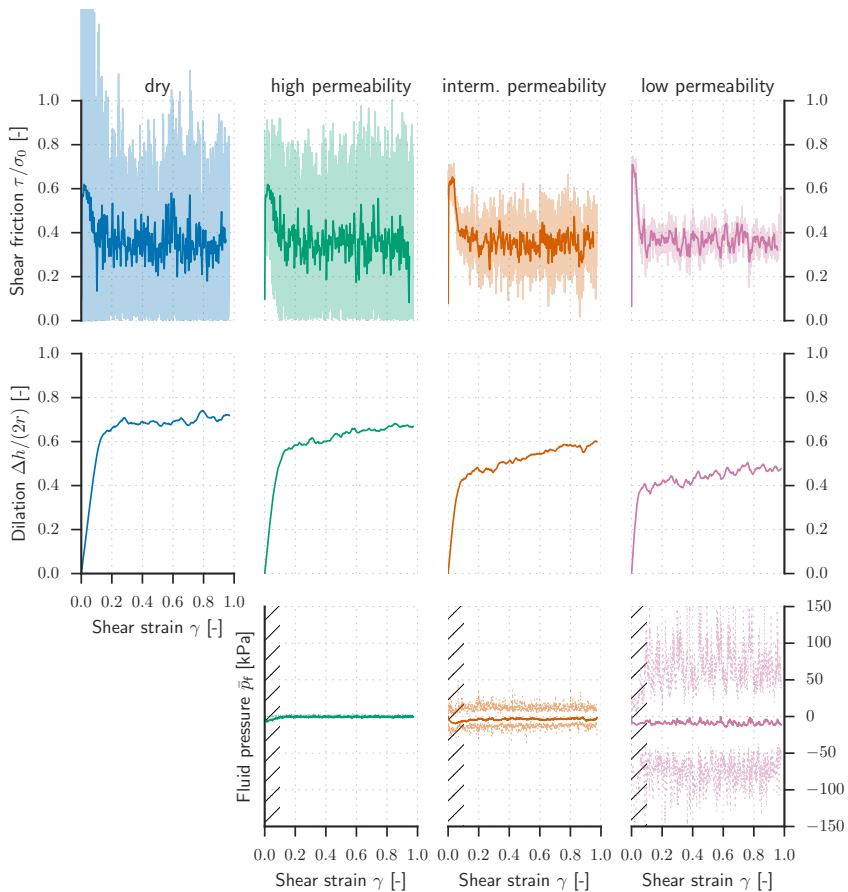 dry
high permeability
interm. permeability
low permeability
Shear friction τ/σ₀ [-]
1.0 1.0
0.8 0.8
0.6 0.6
0.4 0.4
0.2 0.2
0.0 0.0
Dilation Δh/(2r) [-]
1.0 1.0
0.8 0.8
0.6 0.6
0.4 0.4
0.2 0.2
0.0 0.0
0.0 0.2 0.4 0.6 0.8 1.0
Shear strain γ [-]
Fluid pressure p̄f [kPa]
150
100
50
0
−50
−100
−150
0.0 0.2 0.4 0.6 0.8 1.0
0.0 0.2 0.4 0.6 0.8 1.0
0.0 0.2 0.4 0.6 0.8 1.0
Shear strain γ [-]
Shear strain γ [-]
Shear strain γ [-]